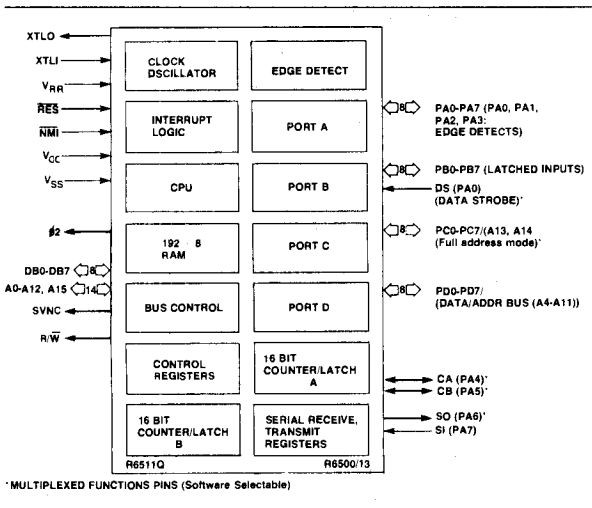 XTLO
XTLI
VRR
RES
NMI
VCC
VSS
ϕ2
DB0-DB7 8
A0-A12, A15 14
SVNC
R/W
CLOCK
DSCILLATOR
EDGE DETECT
INTERRUPT
LOGIC
PORT A
CPU
PORT B
192 · 8
RAM
PORT C
BUS CONTROL
PORT D
CONTROL
REGISTERS
16 BIT
COUNTER/LATCH
A
16 BIT
COUNTER/LATCH
B
SERIAL RECEIVE,
TRANSMIT
REGISTERS
R6511Q
R6500/13
8 PA0-PA7 (PA0, PA1,
PA2, PA3:
EDGE DETECTS)
8 PB0-PB7 (LATCHED INPUTS)
DS (PA0)
(DATA STROBE)*
8 PC0-PC7/(A13, A14
(Full address mode)*
8 PD0-PD7/
(DATA/ADDR BUS (A4-A11))
CA (PA4)*
CB (PA5)*
SO (PA6)*
SI (PA7)
*MULTIPLEXED FUNCTIONS PINS (Software Selectable)